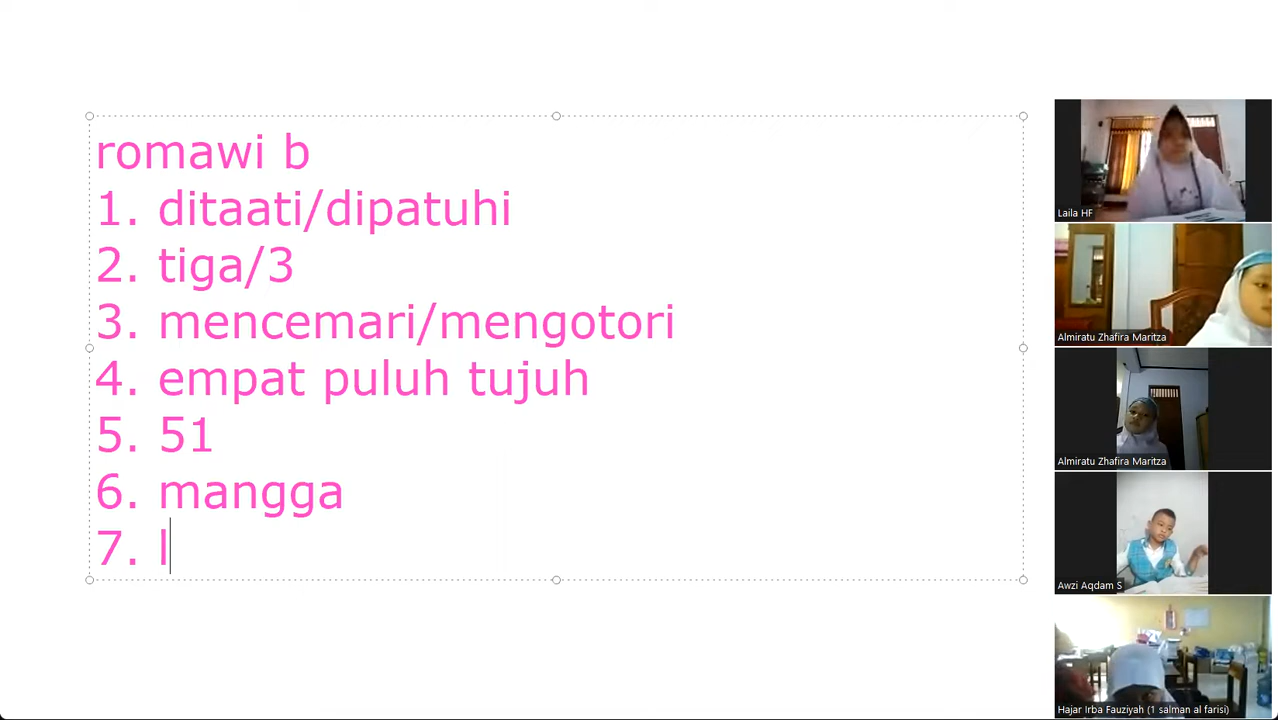 romawi b
1. ditaati/dipatuhi
2. tiga/3
3. mencemari/mengotori
4. empat puluh tujuh
5. 51
6. mangga
7. l
Laila HF
Almiratu Zhafira Maritza
Almiratu Zhafira Maritza
Awzi Aqdam S
Hajar Irba Fauziyah (1 salman al farisi)